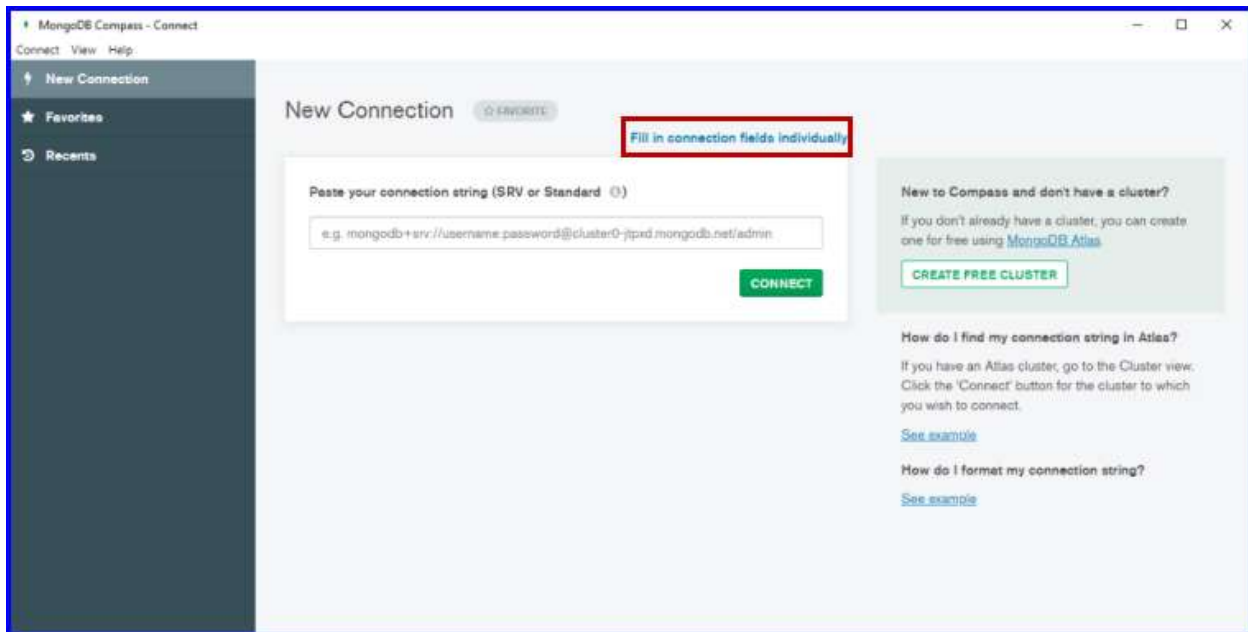 MongoDB Compass - Connect
Connect View Help
New Connection
Favorites
Recents
New Connection
FAVORITE
Fill in connection fields individually
Paste your connection string (SRV or Standard)
e.g. mongodb+srv://username:password@cluster0-jtpxd.mongodb.net/admin
CONNECT
New to Compass and don't have a cluster?
If you don't already have a cluster, you can create
one for free using MongoDB Atlas
CREATE FREE CLUSTER
How do I find my connection string in Atlas?
If you have an Atlas cluster, go to the Cluster view.
Click the 'Connect' button for the cluster to which
you wish to connect.
See example
How do I format my connection string?
See example